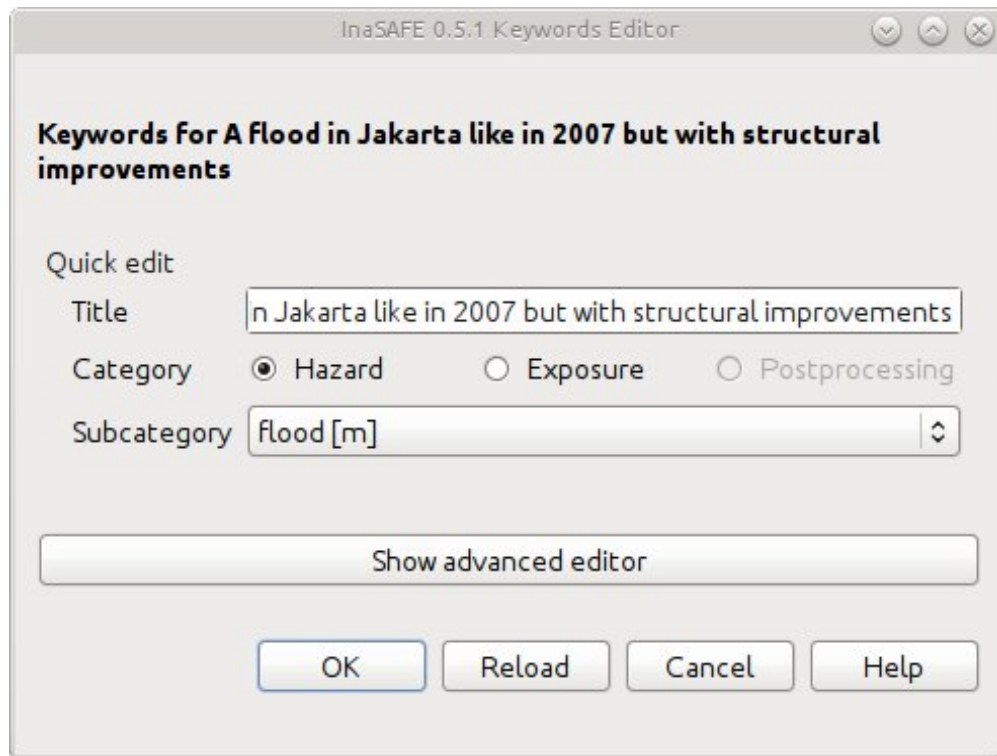 InaSAFE 0.5.1 Keywords Editor
Keywords for A flood in Jakarta like in 2007 but with structural
improvements
Quick edit
Title
n Jakarta like in 2007 but with structural improvements
Category
Hazard
Exposure
Postprocessing
Subcategory
flood [m]
Show advanced editor
OK
Reload
Cancel
Help